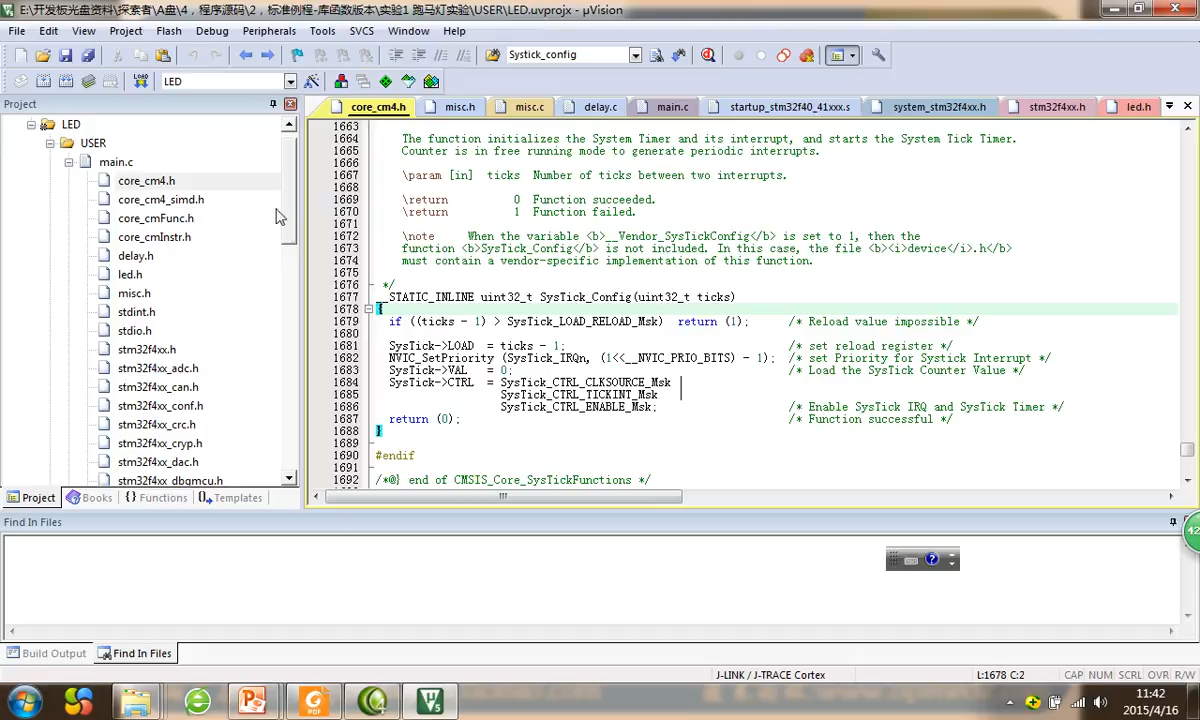 E:\开发板光盘资料\探索者\A盘\4，程序源码\2，标准例程-库函数版本\实验1 跑马灯实验\USER\LED.uvprojx - µVision
File Edit View Project Flash Debug Peripherals Tools SVCS Window Help
Systick_config
LOAD LED
Project
core_cm4.h misc.h misc.c delay.c main.c startup_stm32f40_41xxx.s system_stm32f4xx.h stm32f4xx.h led.h
LED
USER
main.c
core_cm4.h
core_cm4_simd.h
core_cmFunc.h
core_cmInstr.h
delay.h
led.h
misc.h
stdint.h
stdio.h
stm32f4xx.h
stm32f4xx_adc.h
stm32f4xx_can.h
stm32f4xx_conf.h
stm32f4xx_crc.h
stm32f4xx_cryp.h
stm32f4xx_dac.h
stm32f4xx_dbgmcu.h
Project Books {} Functions Templates
1663
1664 The function initializes the System Timer and its interrupt, and starts the System Tick Timer.
1665 Counter is in free running mode to generate periodic interrupts.
1666
1667 \param [in] ticks Number of ticks between two interrupts.
1668
1669 \return 0 Function succeeded.
1670 \return 1 Function failed.
1671
1672 \note When the variable <b>__Vendor_SysTickConfig</b> is set to 1, then the
1673 function <b>SysTick_Config</b> is not included. In this case, the file <b><i>device</i>.h</b>
1674 must contain a vendor-specific implementation of this function.
1675
1676 */
1677 __STATIC_INLINE uint32_t SysTick_Config(uint32_t ticks)
1678 {
1679 if ((ticks - 1) > SysTick_LOAD_RELOAD_Msk) return (1); /* Reload value impossible */
1680
1681 SysTick->LOAD = ticks - 1; /* set reload register */
1682 NVIC_SetPriority (SysTick_IRQn, (1<<__NVIC_PRIO_BITS) - 1); /* set Priority for Systick Interrupt */
1683 SysTick->VAL = 0; /* Load the SysTick Counter Value */
1684 SysTick->CTRL = SysTick_CTRL_CLKSOURCE_Msk |
1685 SysTick_CTRL_TICKINT_Msk |
1686 SysTick_CTRL_ENABLE_Msk; /* Enable SysTick IRQ and SysTick Timer */
1687 return (0); /* Function successful */
1688 }
1689
1690 #endif
1691
1692 /*@} end of CMSIS_Core_SysTickFunctions */
Find In Files
42
Build Output Find In Files
J-LINK / J-TRACE Cortex L:1678 C:2 CAP NUM SCRL OVR R/W
11:42
2015/4/16